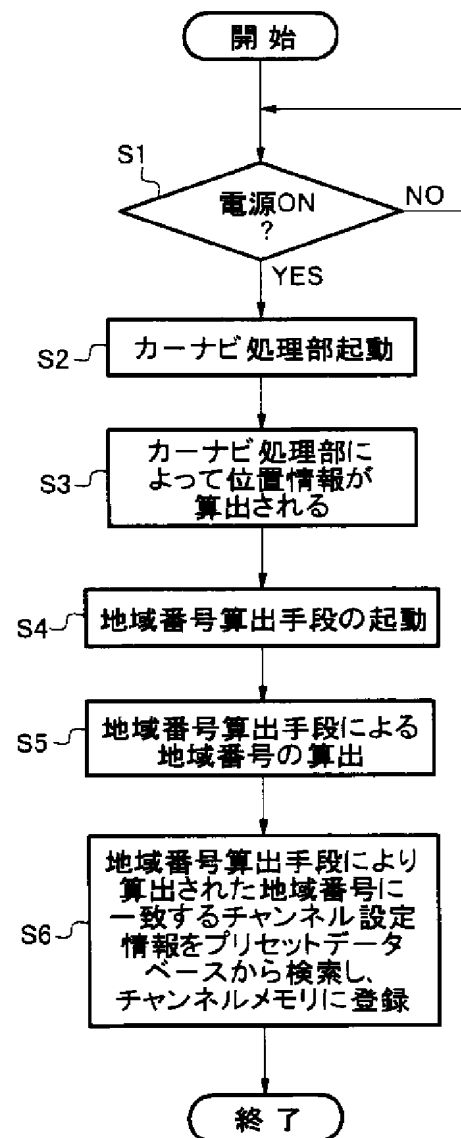 開始
S1
電源ON
?
NO
YES
S2
カーナビ処理部起動
S3
カーナビ処理部に
よって位置情報が
算出される
S4
地域番号算出手段の起動
S5
地域番号算出手段による
地域番号の算出
S6
地域番号算出手段により
算出された地域番号に
一致するチャンネル設定
情報をプリセットデータ
ベースから検索し、
チャンネルメモリに登録
終了